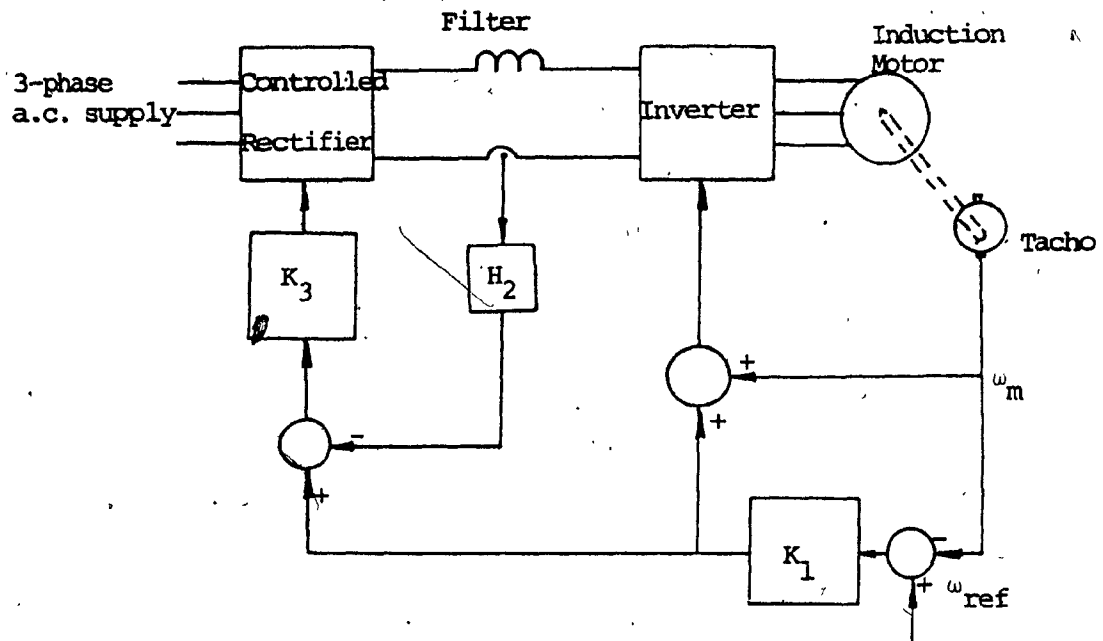 Filter
Induction
Motor
3-phase
a.c. supply
Controlled
Rectifier
Inverter
Tacho
K3
H2
+
ωm
+
-
+
K1
-
+
ωref